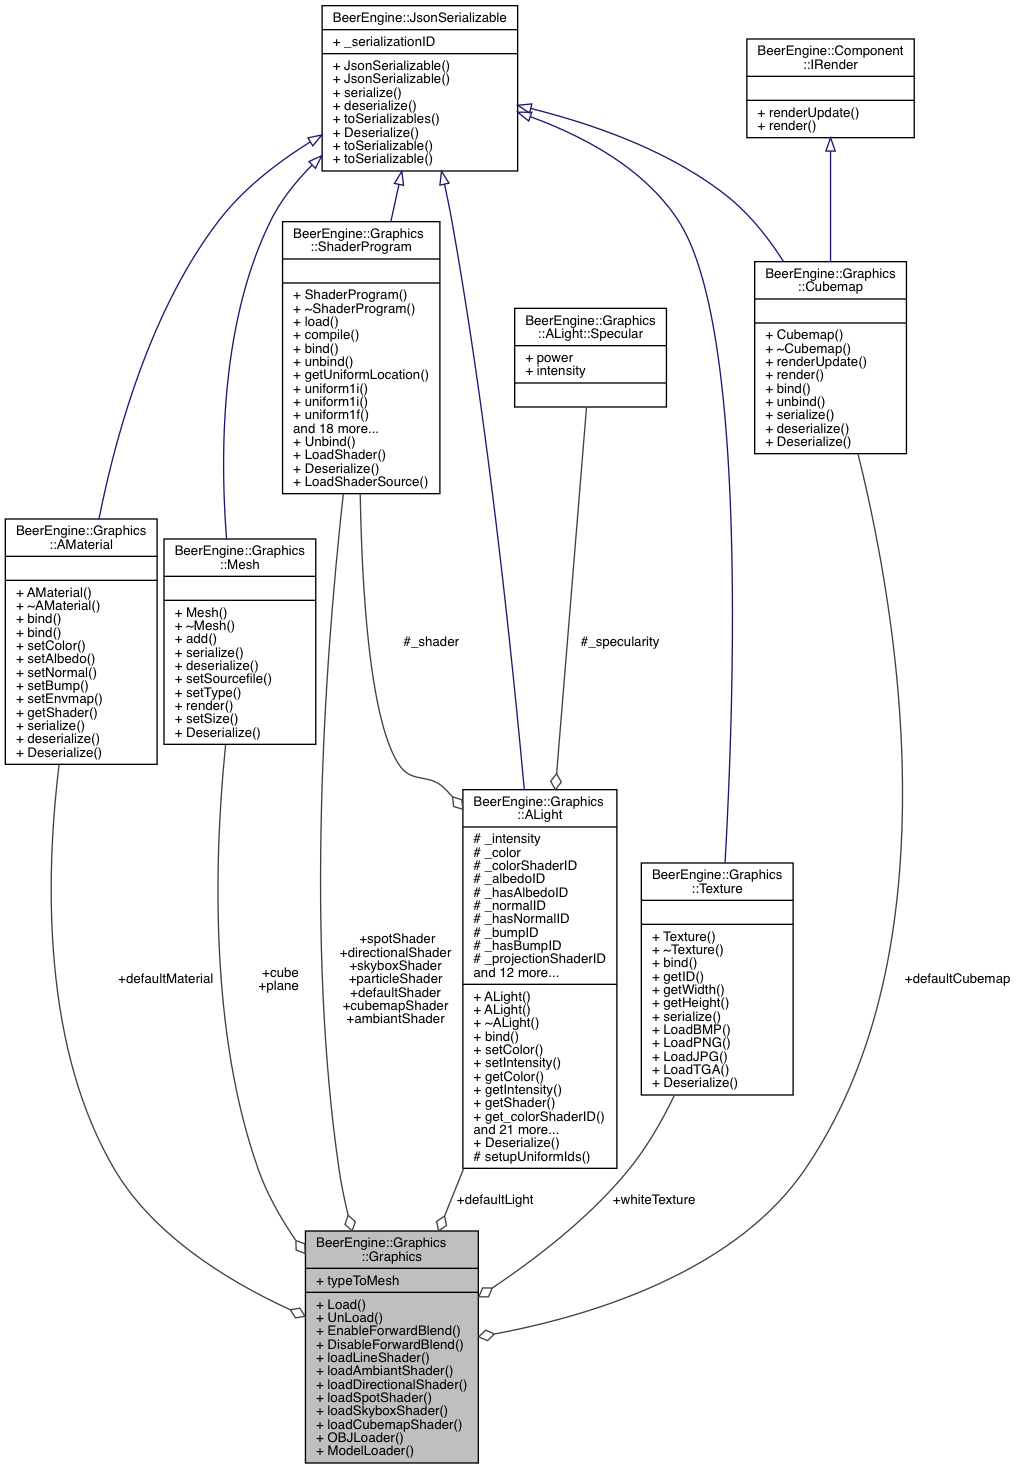 BeerEngine::JsonSerializable
+ _serializationID
+ JsonSerializable()
+ JsonSerializable()
+ serialize()
+ deserialize()
+ toSerializables()
+ Deserialize()
+ toSerializable()
+ toSerializable()
BeerEngine::Component
::IRender
+ renderUpdate()
+ render()
BeerEngine::Graphics
::ShaderProgram
+ ShaderProgram()
+ ~ShaderProgram()
+ load()
+ compile()
+ bind()
+ unbind()
+ getUniformLocation()
+ uniform1i()
+ uniform1i()
+ uniform1f()
and 18 more...
+ Unbind()
+ LoadShader()
+ Deserialize()
+ LoadShaderSource()
BeerEngine::Graphics
::ALight::Specular
+ power
+ intensity
BeerEngine::Graphics
::Cubemap
+ Cubemap()
+ ~Cubemap()
+ renderUpdate()
+ render()
+ bind()
+ unbind()
+ serialize()
+ deserialize()
+ Deserialize()
BeerEngine::Graphics
::AMaterial
+ AMaterial()
+ ~AMaterial()
+ bind()
+ bind()
+ setColor()
+ setAlbedo()
+ setNormal()
+ setBump()
+ setEnvmap()
+ getShader()
+ serialize()
+ deserialize()
+ Deserialize()
BeerEngine::Graphics
::Mesh
+ Mesh()
+ ~Mesh()
+ add()
+ serialize()
+ deserialize()
+ setSourcefile()
+ setType()
+ render()
+ setSize()
+ Deserialize()
#_shader
#_specularity
BeerEngine::Graphics
::ALight
# _intensity
# _color
# _colorShaderID
# _albedoID
# _hasAlbedoID
# _normalID
# _hasNormalID
# _bumpID
# _hasBumpID
# _projectionShaderID
and 12 more...
+ ALight()
+ ALight()
+ ~ALight()
+ bind()
+ setColor()
+ setIntensity()
+ getColor()
+ getIntensity()
+ getShader()
+ get_colorShaderID()
and 21 more...
+ Deserialize()
# setupUniformIds()
BeerEngine::Graphics
::Texture
+ Texture()
+ ~Texture()
+ bind()
+ getID()
+ getWidth()
+ getHeight()
+ serialize()
+ LoadBMP()
+ LoadPNG()
+ LoadJPG()
+ LoadTGA()
+ Deserialize()
+defaultMaterial
+cube
+plane
+spotShader
+directionalShader
+skyboxShader
+particleShader
+defaultShader
+cubemapShader
+ambiantShader
+defaultCubemap
+defaultLight
+whiteTexture
BeerEngine::Graphics
::Graphics
+ typeToMesh
+ Load()
+ UnLoad()
+ EnableForwardBlend()
+ DisableForwardBlend()
+ loadLineShader()
+ loadAmbiantShader()
+ loadDirectionalShader()
+ loadSpotShader()
+ loadSkyboxShader()
+ loadCubemapShader()
+ OBJLoader()
+ ModelLoader()